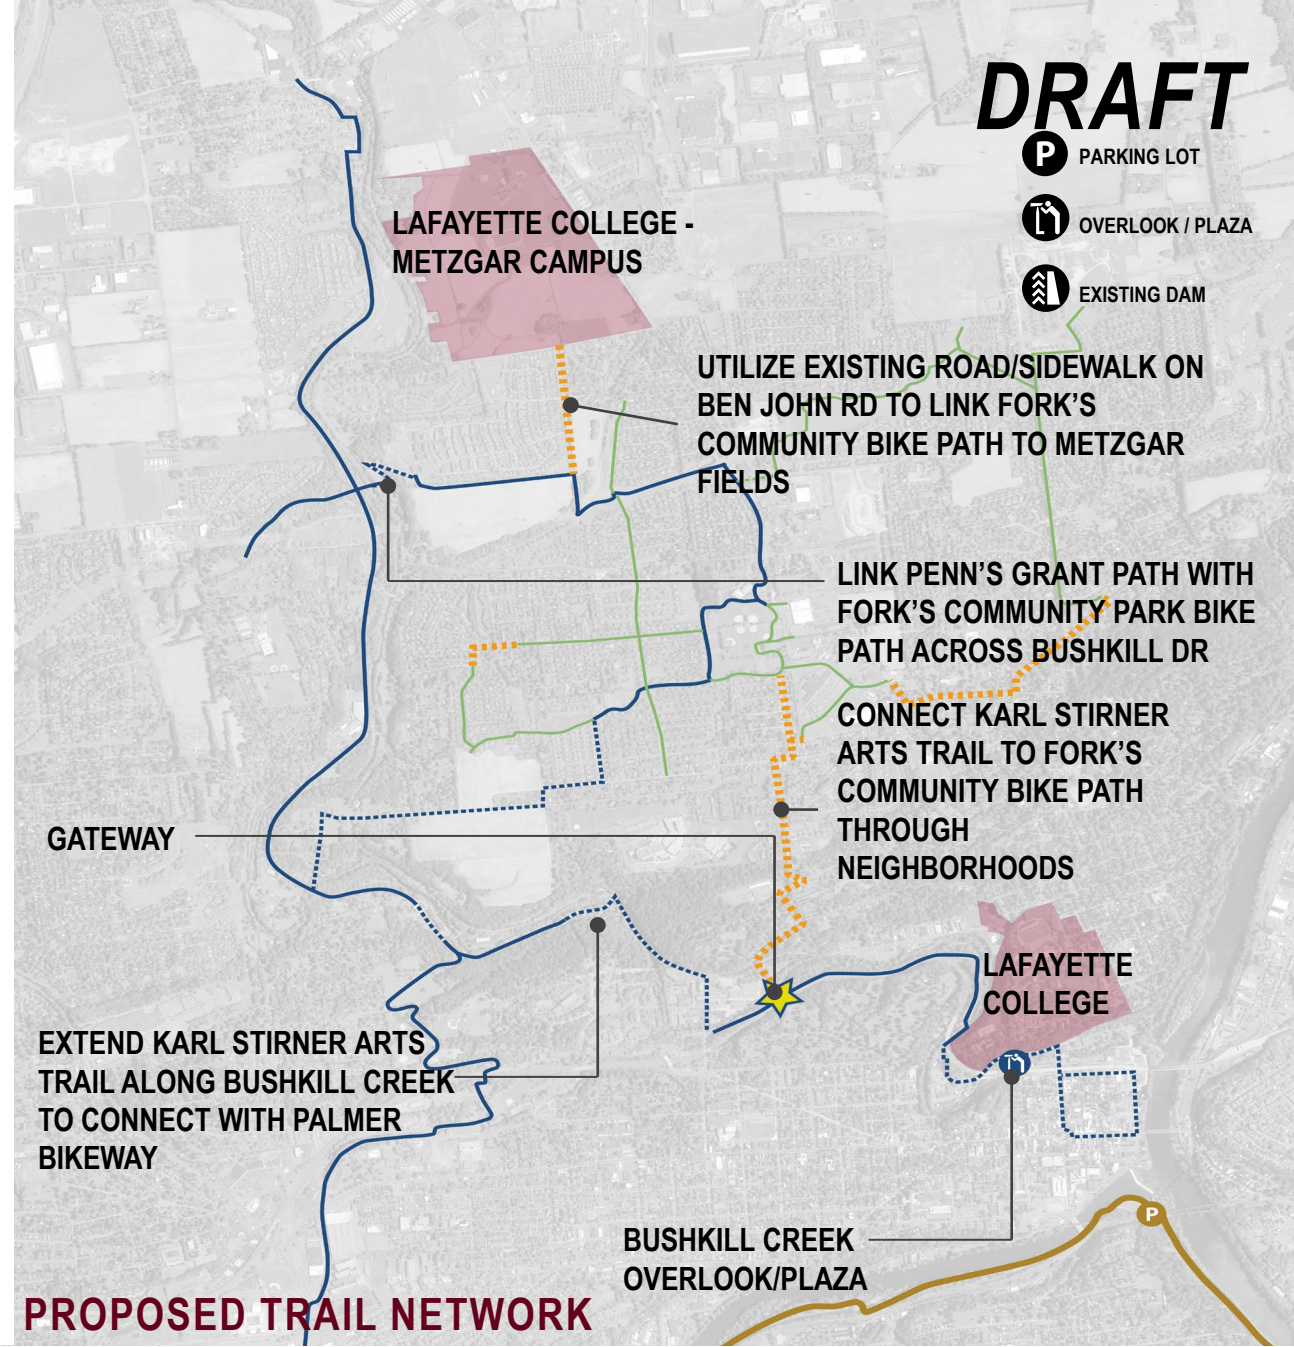 DRAFT
P PARKING LOT
OVERLOOK / PLAZA
EXISTING DAM
LAFAYETTE COLLEGE -
METZGAR CAMPUS
UTILIZE EXISTING ROAD/SIDEWALK ON
BEN JOHN RD TO LINK FORK'S
COMMUNITY BIKE PATH TO METZGAR
FIELDS
LINK PENN'S GRANT PATH WITH
FORK'S COMMUNITY PARK BIKE
PATH ACROSS BUSHKILL DR
CONNECT KARL STIRNER
ARTS TRAIL TO FORK'S
COMMUNITY BIKE PATH
THROUGH
NEIGHBORHOODS
GATEWAY
LAFAYETTE
COLLEGE
EXTEND KARL STIRNER ARTS
TRAIL ALONG BUSHKILL CREEK
TO CONNECT WITH PALMER
BIKEWAY
P
BUSHKILL CREEK
OVERLOOK/PLAZA
PROPOSED TRAIL NETWORK